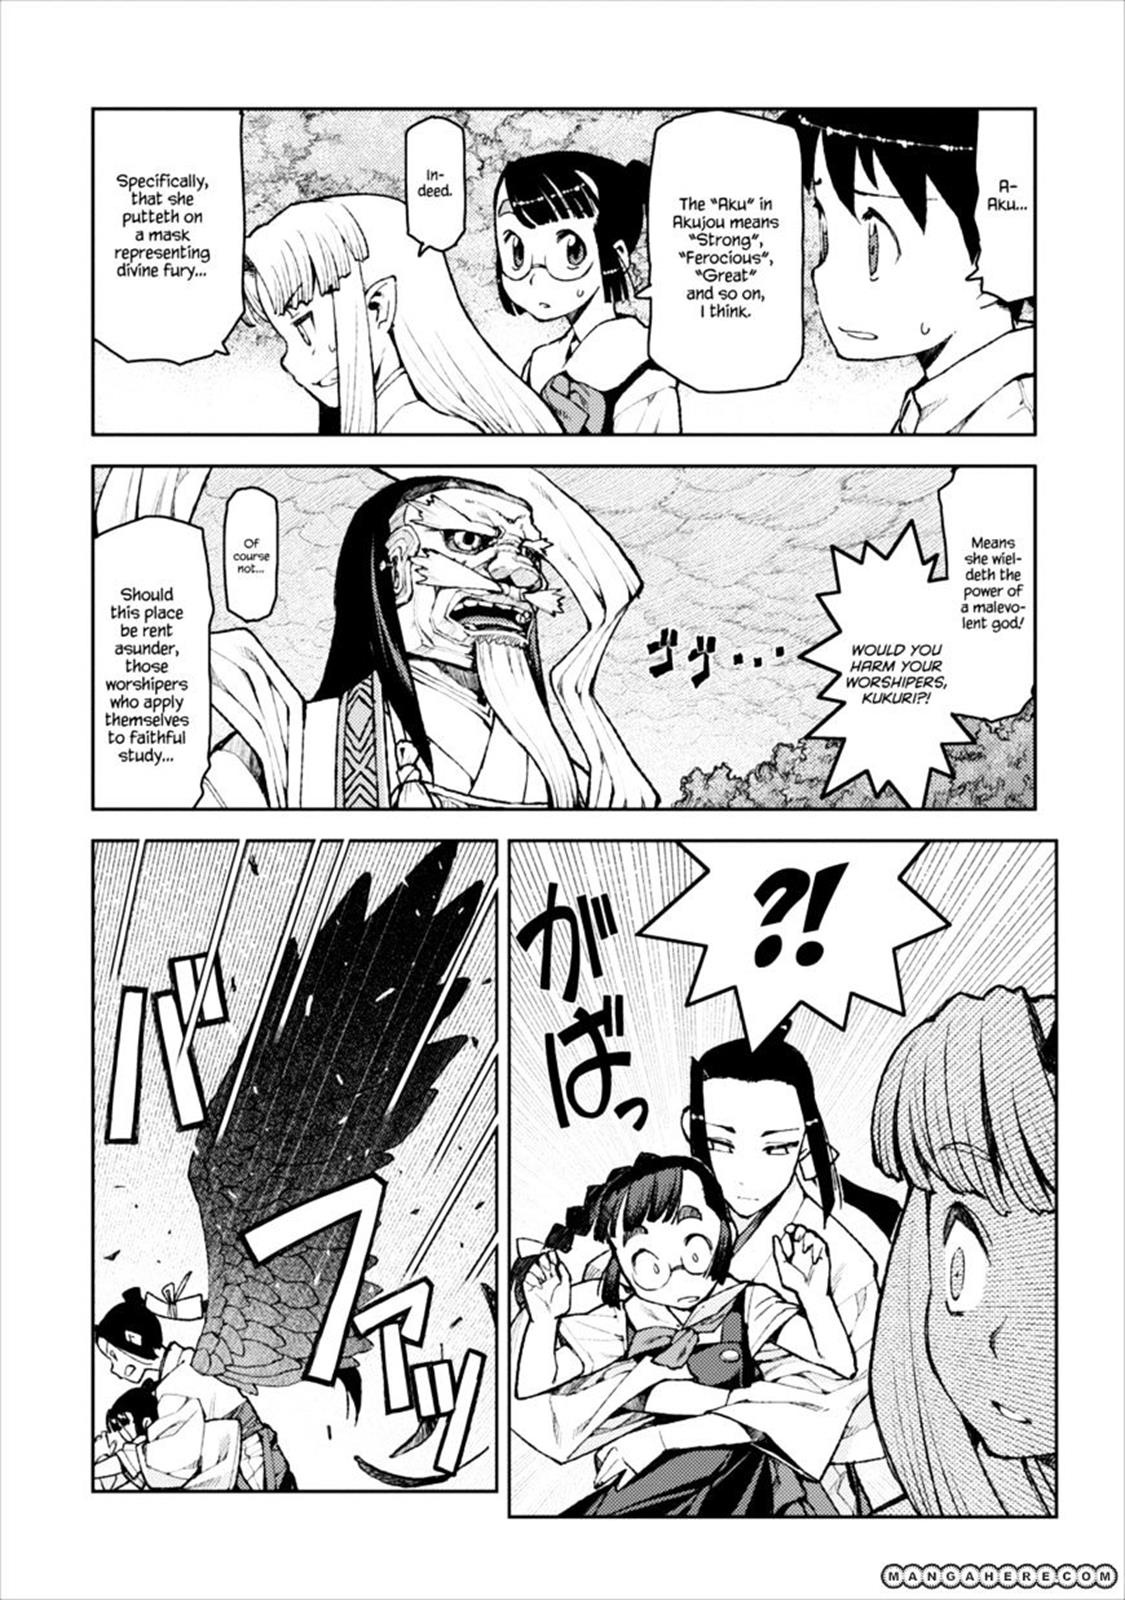 A-
Aku...
The "Aku" in
Akujou means
"Strong",
"Ferocious",
"Great"
and so on,
I think.
In-
deed.
Specifically,
that she
putteth on
a mask
representing
divine fury...
Means
she wiel-
deth the
power of
a malevo-
lent god!
WOULD YOU
HARM YOUR
WORSHIPERS,
KUKURI?!
ゴゴ...
Of
course
not...
Should
this place
be rent
asunder,
those
worshipers
who apply
themselves
to faithful
study...
?!
がばっ
バファッ
MANGAHERE.COM